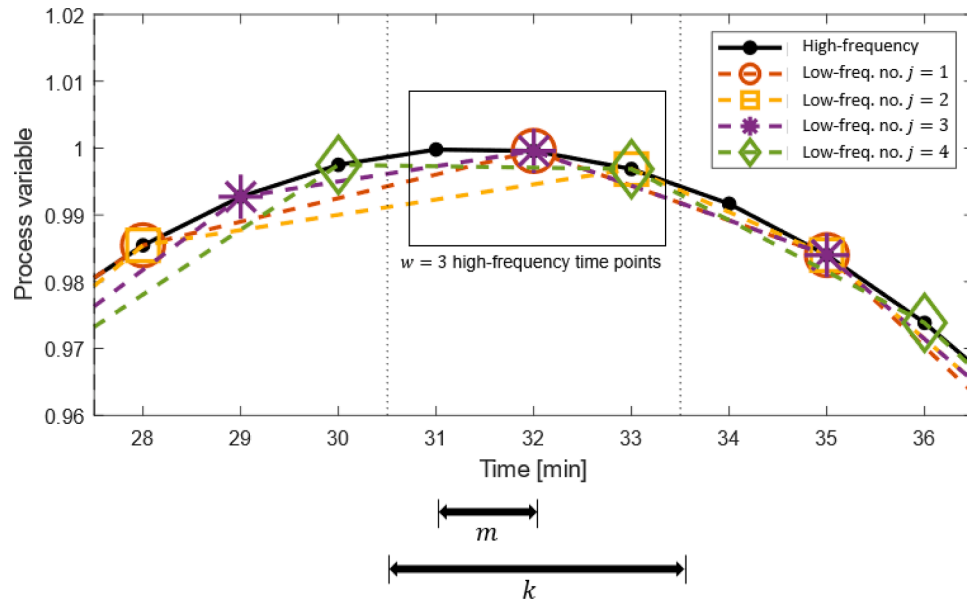 1.02
1.01
1
0.99
0.98
0.97
0.96
Process variable
High-frequency
Low-freq. no. j = 1
Low-freq. no. j = 2
Low-freq. no. j = 3
Low-freq. no. j = 4
w = 3 high-frequency time points
28 29 30 31 32 33 34 35 36
Time [min]
m
k